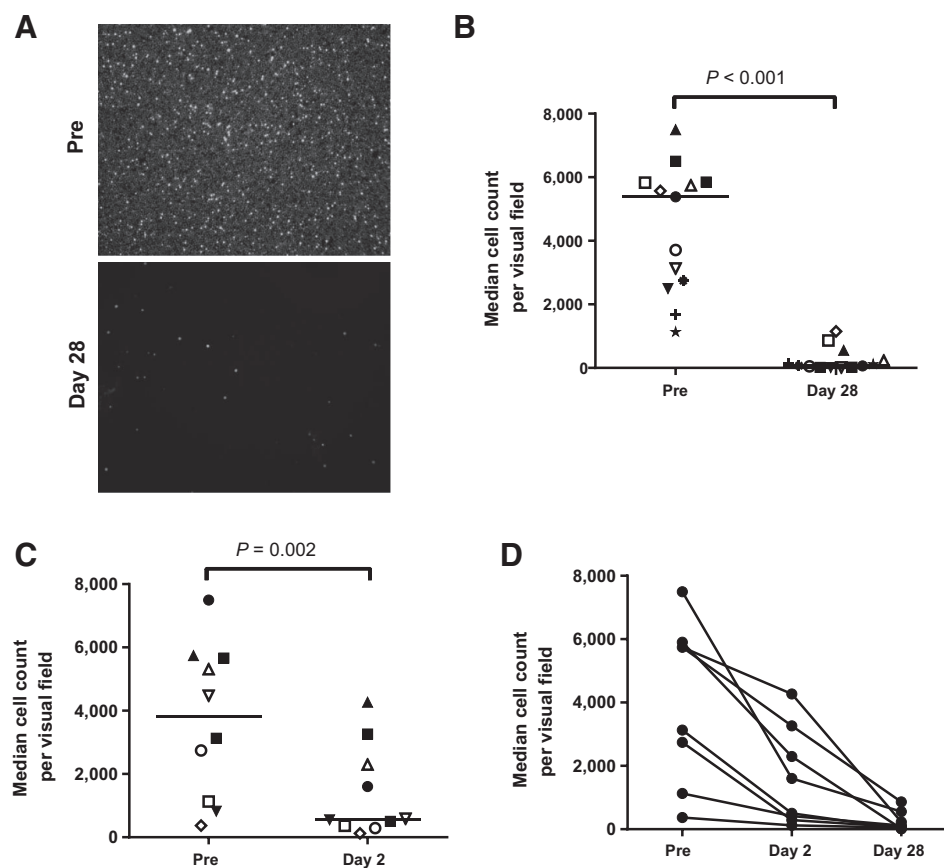 A
Pre
Day 28
B
P < 0.001
Median cell count
per visual field
8,000
6,000
4,000
2,000
0
Pre
Day 28
C
P = 0.002
Median cell count
per visual field
8,000
6,000
4,000
2,000
0
Pre
Day 2
D
Median cell count
per visual field
8,000
6,000
4,000
2,000
0
Pre
Day 2
Day 28